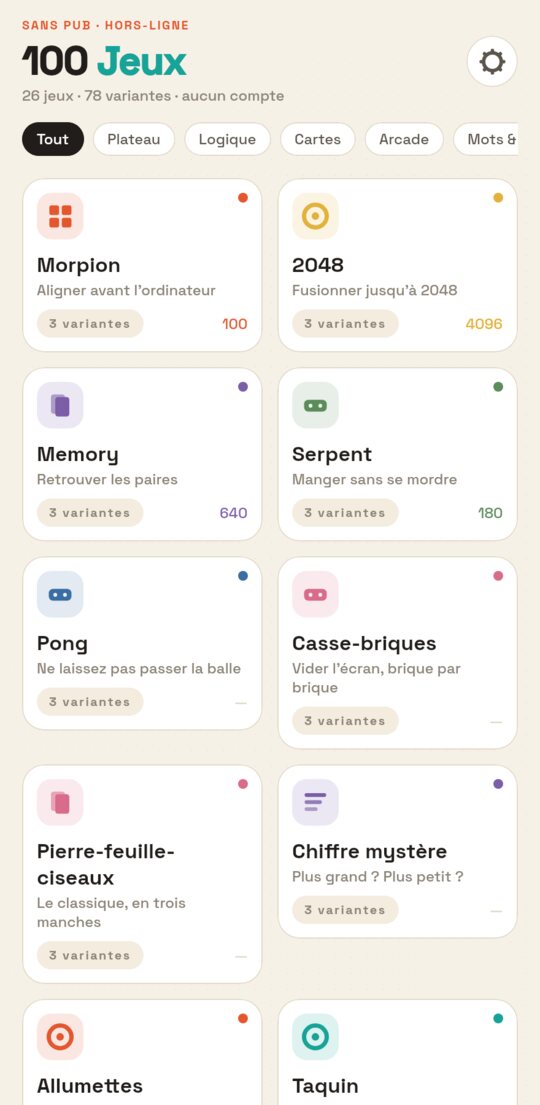 SANS PUB · HORS-LIGNE
100 Jeux
26 jeux · 78 variantes · aucun compte
Tout
Plateau
Logique
Cartes
Arcade
Mots &
Morpion
Aligner avant l'ordinateur
3 variantes
100
2048
Fusionner jusqu'à 2048
3 variantes
4096
Memory
Retrouver les paires
3 variantes
640
Serpent
Manger sans se mordre
3 variantes
180
Pong
Ne laissez pas passer la balle
3 variantes
—
Casse-briques
Vider l'écran, brique par
brique
3 variantes
—
Pierre-feuille-
ciseaux
Le classique, en trois
manches
3 variantes
—
Chiffre mystère
Plus grand ? Plus petit ?
3 variantes
—
Allumettes
Taquin